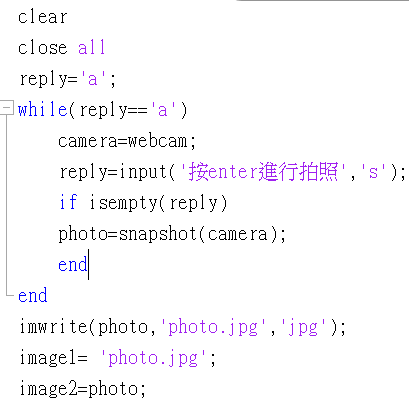 clear
close all
reply='a';
while(reply=='a')
camera=webcam;
reply=input('按enter進行拍照','s');
if isempty(reply)
photo=snapshot(camera);
end
end
imwrite(photo,'photo.jpg','jpg');
image1= 'photo.jpg';
image2=photo;